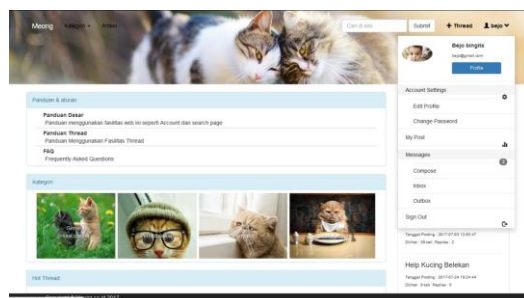 Meong
Kategori
Artikel
Cari di sini
Submit
+ Thread
bejo
Bejo bingits
bejo@gmail.com
Profile
Account Settings
Edit Profile
Change Password
My Post
Messages
Compose
Inbox
Outbox
Sign Out
Panduan & aturan
Panduan Dasar
Panduan menggunakan fasilitas web ini seperti Account dan search page
Panduan Thread
Panduan Menggunakan Fasilitas Thread
FAQ
Frequently Asked Questions
Kategori
Hot Thread
Help Kucing Belekan